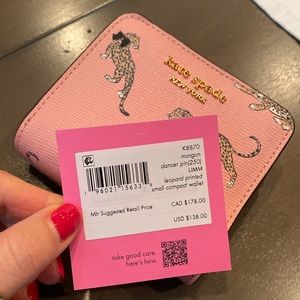 kate spade
NEW YORK
K8870
morgan
dancer pin(250)
UMM
leopard printed
small compact wallet
Mfr Suggested Retail Price
CAD $178.00
USD $138.00
take good care.
here's how.